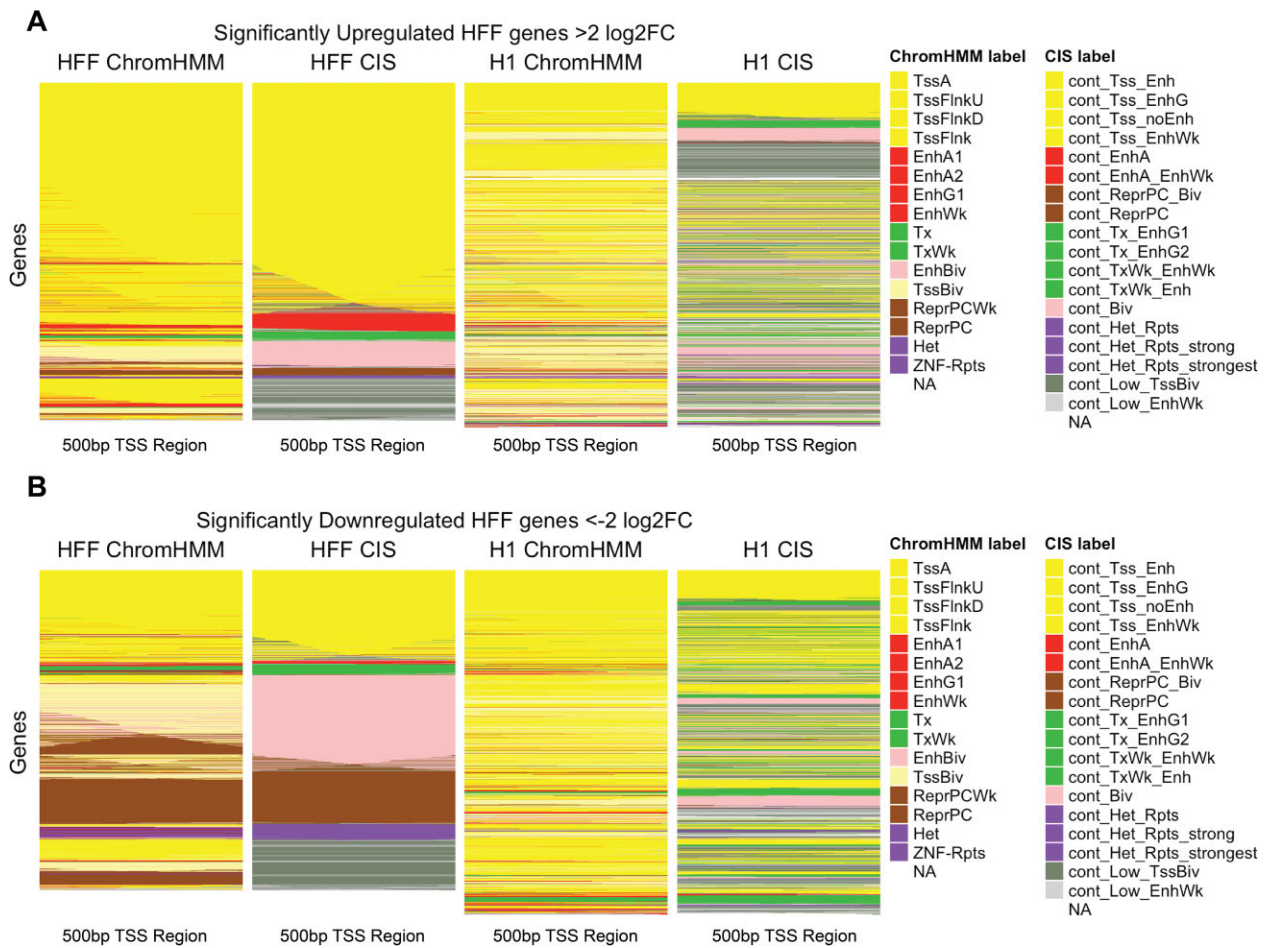 A
Significantly Upregulated HFF genes >2 log2FC
HFF ChromHMM
HFF CIS
H1 ChromHMM
H1 CIS
Genes
500bp TSS Region
500bp TSS Region
500bp TSS Region
500bp TSS Region
ChromHMM label
TssA
TssFlnkU
TssFlnkD
TssFlnk
EnhA1
EnhA2
EnhG1
EnhWk
Tx
TxWk
EnhBiv
TssBiv
ReprPCWk
ReprPC
Het
ZNF-Rpts
NA
CIS label
cont_Tss_Enh
cont_Tss_EnhG
cont_Tss_noEnh
cont_Tss_EnhWk
cont_EnhA
cont_EnhA_EnhWk
cont_ReprPC_Biv
cont_ReprPC
cont_Tx_EnhG1
cont_Tx_EnhG2
cont_TxWk_EnhWk
cont_TxWk_Enh
cont_Biv
cont_Het_Rpts
cont_Het_Rpts_strong
cont_Het_Rpts_strongest
cont_Low_TssBiv
cont_Low_EnhWk
NA
B
Significantly Downregulated HFF genes <-2 log2FC
HFF ChromHMM
HFF CIS
H1 ChromHMM
H1 CIS
Genes
500bp TSS Region
500bp TSS Region
500bp TSS Region
500bp TSS Region
ChromHMM label
TssA
TssFlnkU
TssFlnkD
TssFlnk
EnhA1
EnhA2
EnhG1
EnhWk
Tx
TxWk
EnhBiv
TssBiv
ReprPCWk
ReprPC
Het
ZNF-Rpts
NA
CIS label
cont_Tss_Enh
cont_Tss_EnhG
cont_Tss_noEnh
cont_Tss_EnhWk
cont_EnhA
cont_EnhA_EnhWk
cont_ReprPC_Biv
cont_ReprPC
cont_Tx_EnhG1
cont_Tx_EnhG2
cont_TxWk_EnhWk
cont_TxWk_Enh
cont_Biv
cont_Het_Rpts
cont_Het_Rpts_strong
cont_Het_Rpts_strongest
cont_Low_TssBiv
cont_Low_EnhWk
NA